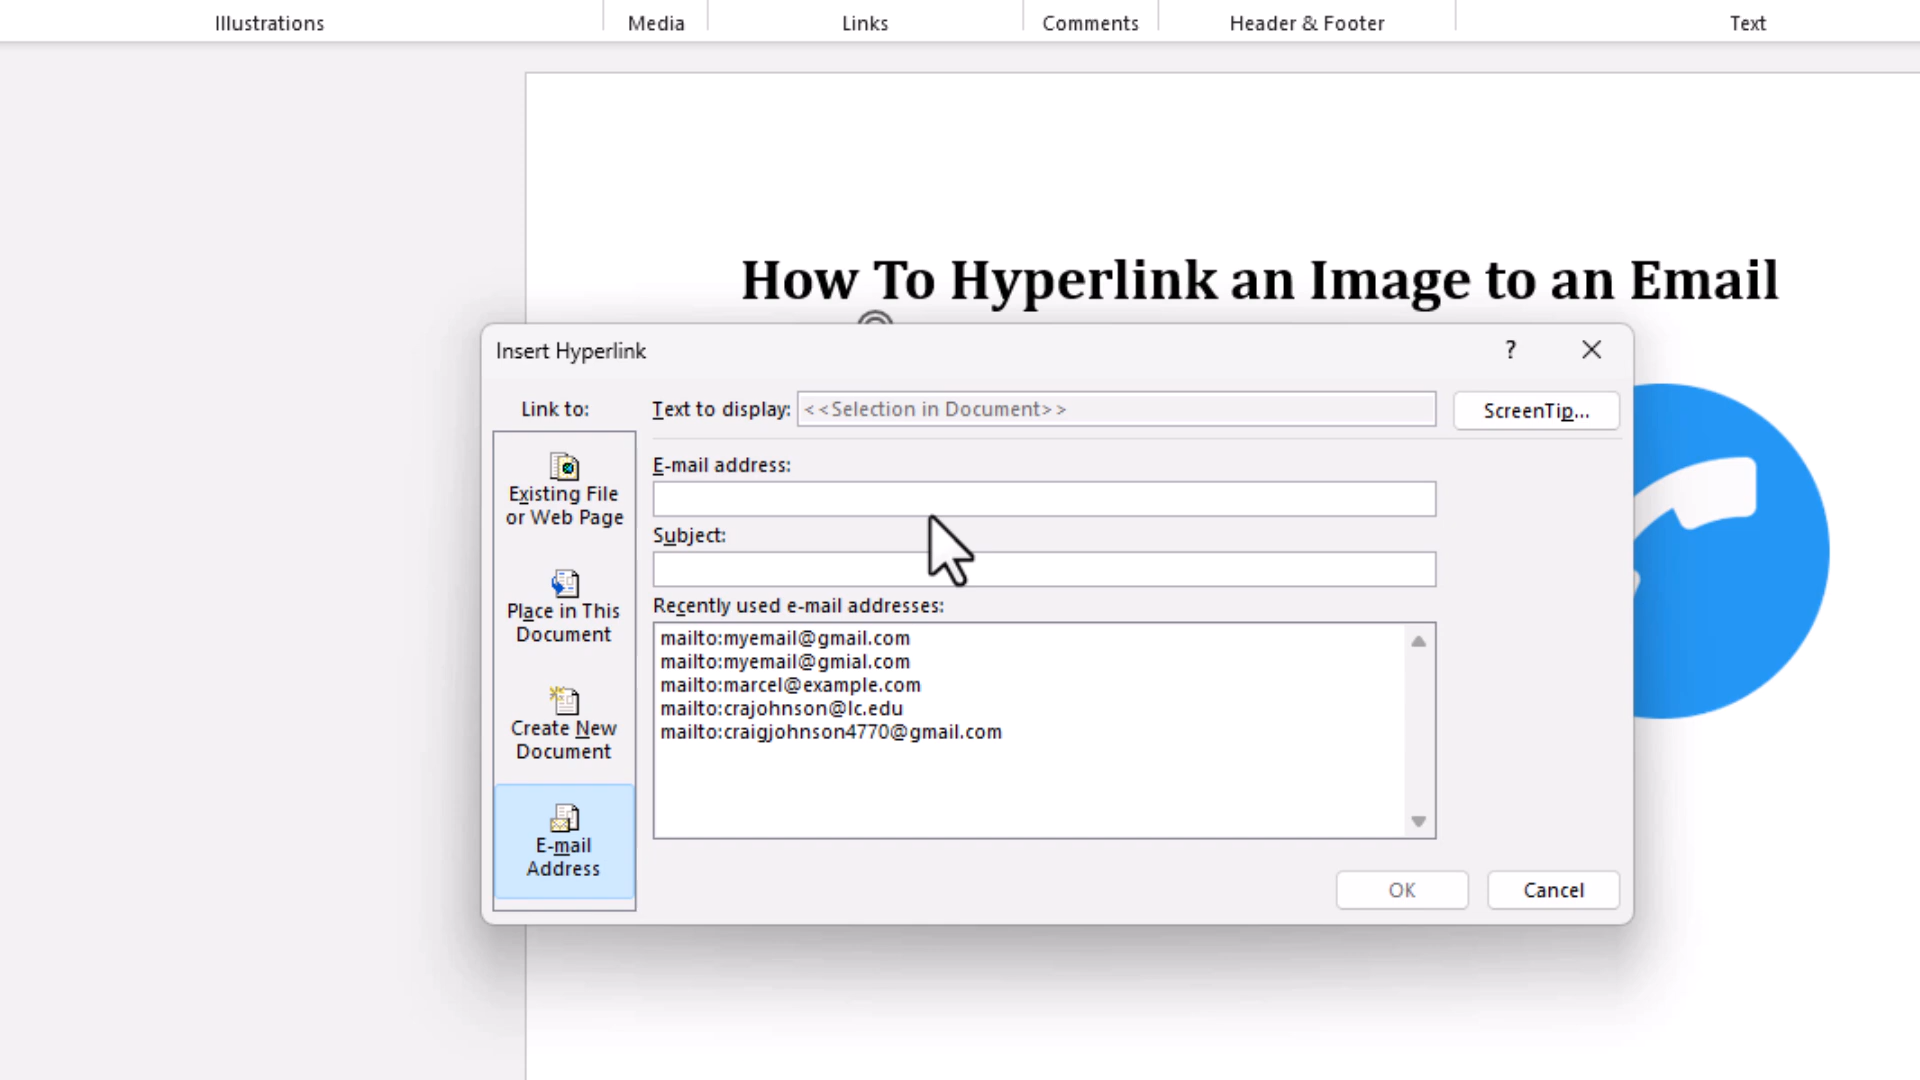 Illustrations
Media
Links
Comments
Header & Footer
Text
How To Hyperlink an Image to an Email
Insert Hyperlink
?
Link to:
Text to display:
<<Selection in Document>>
ScreenTip...
Existing File
or Web Page
Place in This
Document
Create New
Document
E-mail
Address
E-mail address:
Subject:
Recently used e-mail addresses:
mailto:myemail@gmail.com
mailto:myemail@gmial.com
mailto:marcel@example.com
mailto:crajohnson@lc.edu
mailto:craigjohnson4770@gmail.com
OK
Cancel